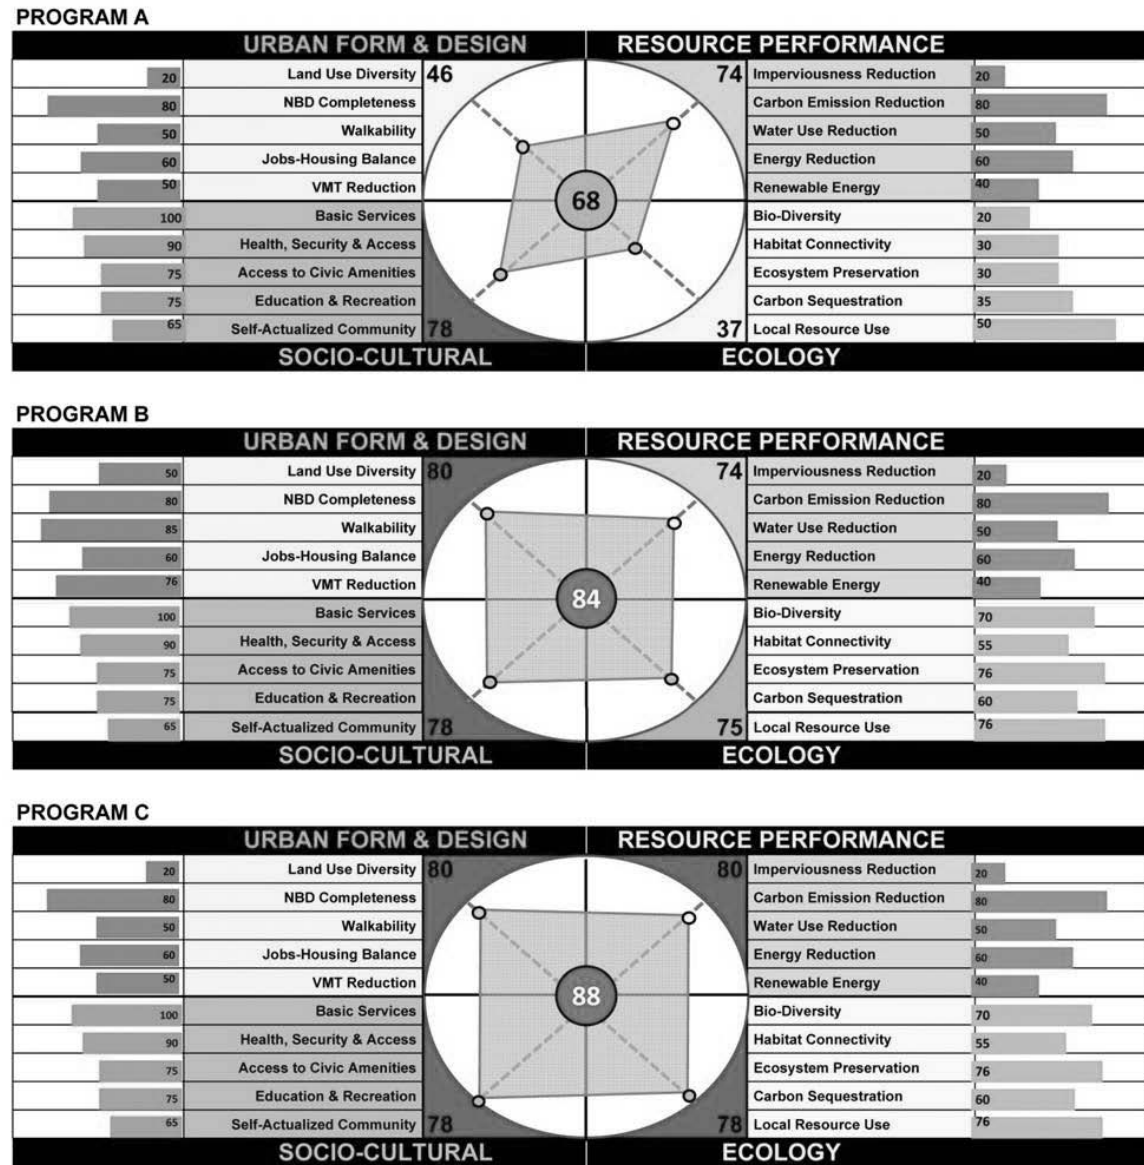 PROGRAM A
URBAN FORM & DESIGN RESOURCE PERFORMANCE
20 Land Use Diversity 46 74 Imperviousness Reduction 20
80 NBD Completeness Carbon Emission Reduction 80
50 Walkability Water Use Reduction 50
60 Jobs-Housing Balance Energy Reduction 60
50 VMT Reduction 68 Renewable Energy 40
100 Basic Services Bio-Diversity 20
90 Health, Security & Access Habitat Connectivity 30
75 Access to Civic Amenities Ecosystem Preservation 30
75 Education & Recreation Carbon Sequestration 35
65 Self-Actualized Community 78 37 Local Resource Use 50
SOCIO-CULTURAL ECOLOGY
PROGRAM B
URBAN FORM & DESIGN RESOURCE PERFORMANCE
50 Land Use Diversity 80 74 Imperviousness Reduction 20
80 NBD Completeness Carbon Emission Reduction 80
85 Walkability Water Use Reduction 50
60 Jobs-Housing Balance Energy Reduction 60
76 VMT Reduction 84 Renewable Energy 40
100 Basic Services Bio-Diversity 70
90 Health, Security & Access Habitat Connectivity 55
75 Access to Civic Amenities Ecosystem Preservation 76
75 Education & Recreation Carbon Sequestration 60
65 Self-Actualized Community 78 75 Local Resource Use 76
SOCIO-CULTURAL ECOLOGY
PROGRAM C
URBAN FORM & DESIGN RESOURCE PERFORMANCE
20 Land Use Diversity 80 80 Imperviousness Reduction 20
80 NBD Completeness Carbon Emission Reduction 80
50 Walkability Water Use Reduction 50
60 Jobs-Housing Balance Energy Reduction 60
50 VMT Reduction 88 Renewable Energy 40
100 Basic Services Bio-Diversity 70
90 Health, Security & Access Habitat Connectivity 55
75 Access to Civic Amenities Ecosystem Preservation 76
75 Education & Recreation Carbon Sequestration 60
65 Self-Actualized Community 78 78 Local Resource Use 76
SOCIO-CULTURAL ECOLOGY